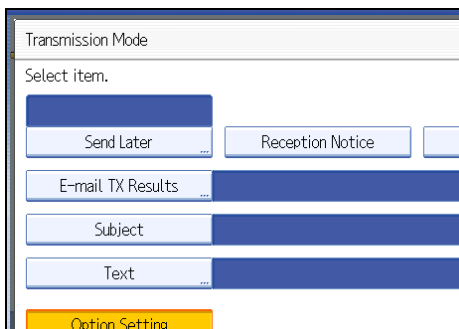 Transmission Mode
Select item.
Send Later ...
Reception Notice
E-mail TX Results ...
Subject
Text ...
Option Setting